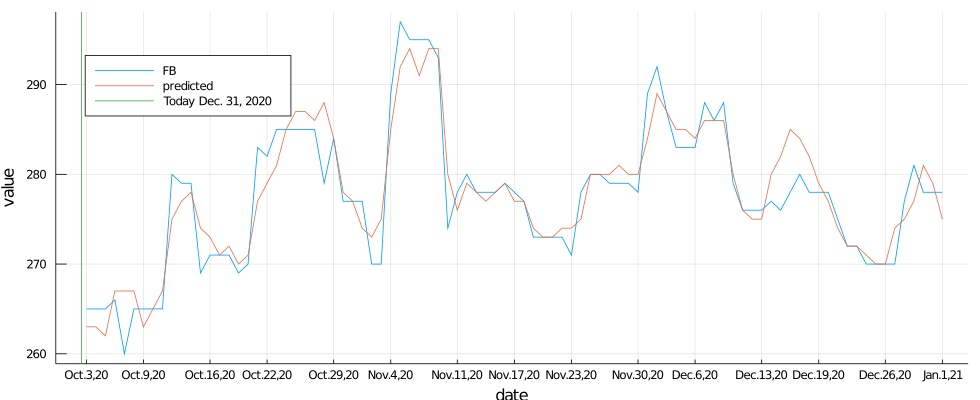 FB
predicted
Today Dec. 31, 2020
290
280
270
260
value
Oct.3,20 Oct.9,20 Oct.16,20 Oct.22,20 Oct.29,20 Nov.4,20 Nov.11,20 Nov.17,20 Nov.23,20 Nov.30,20 Dec.6,20 Dec.13,20 Dec.19,20 Dec.26,20 Jan.1,21
date